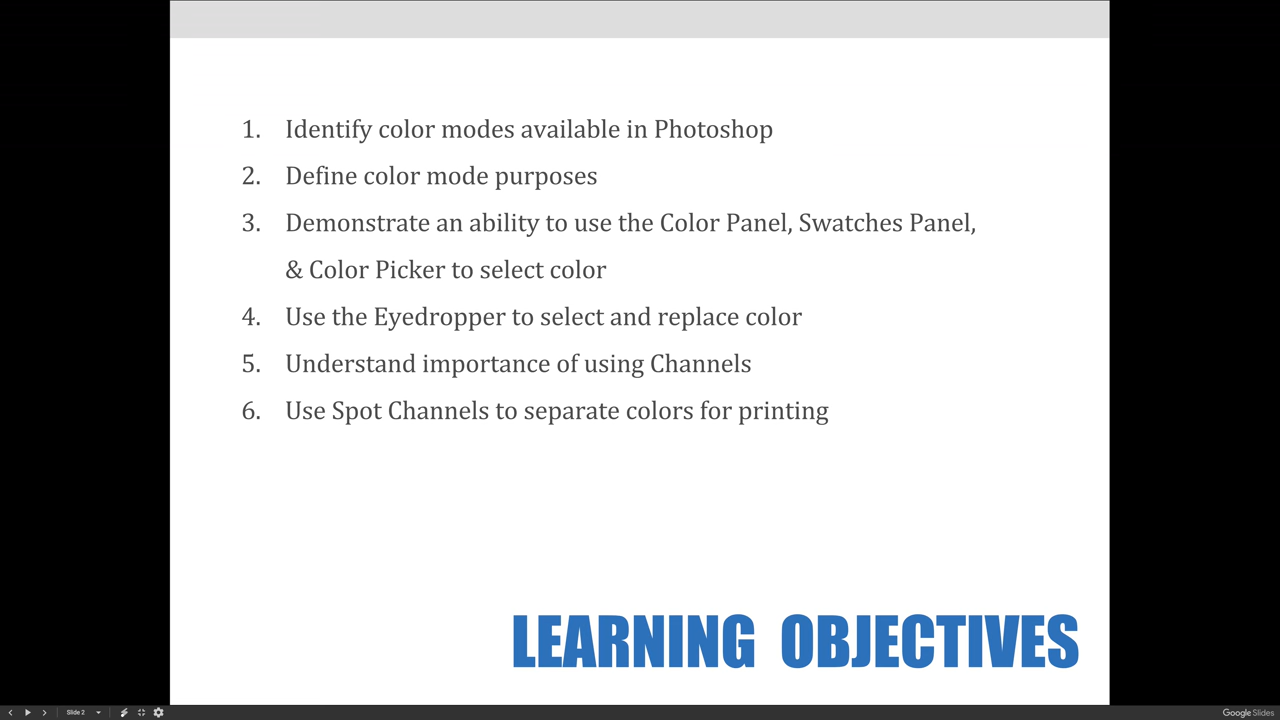 1. Identify color modes available in Photoshop
2. Define color mode purposes
3. Demonstrate an ability to use the Color Panel, Swatches Panel,
& Color Picker to select color
4. Use the Eyedropper to select and replace color
5. Understand importance of using Channels
6. Use Spot Channels to separate colors for printing
LEARNING OBJECTIVES
Slide 2
Google Slides